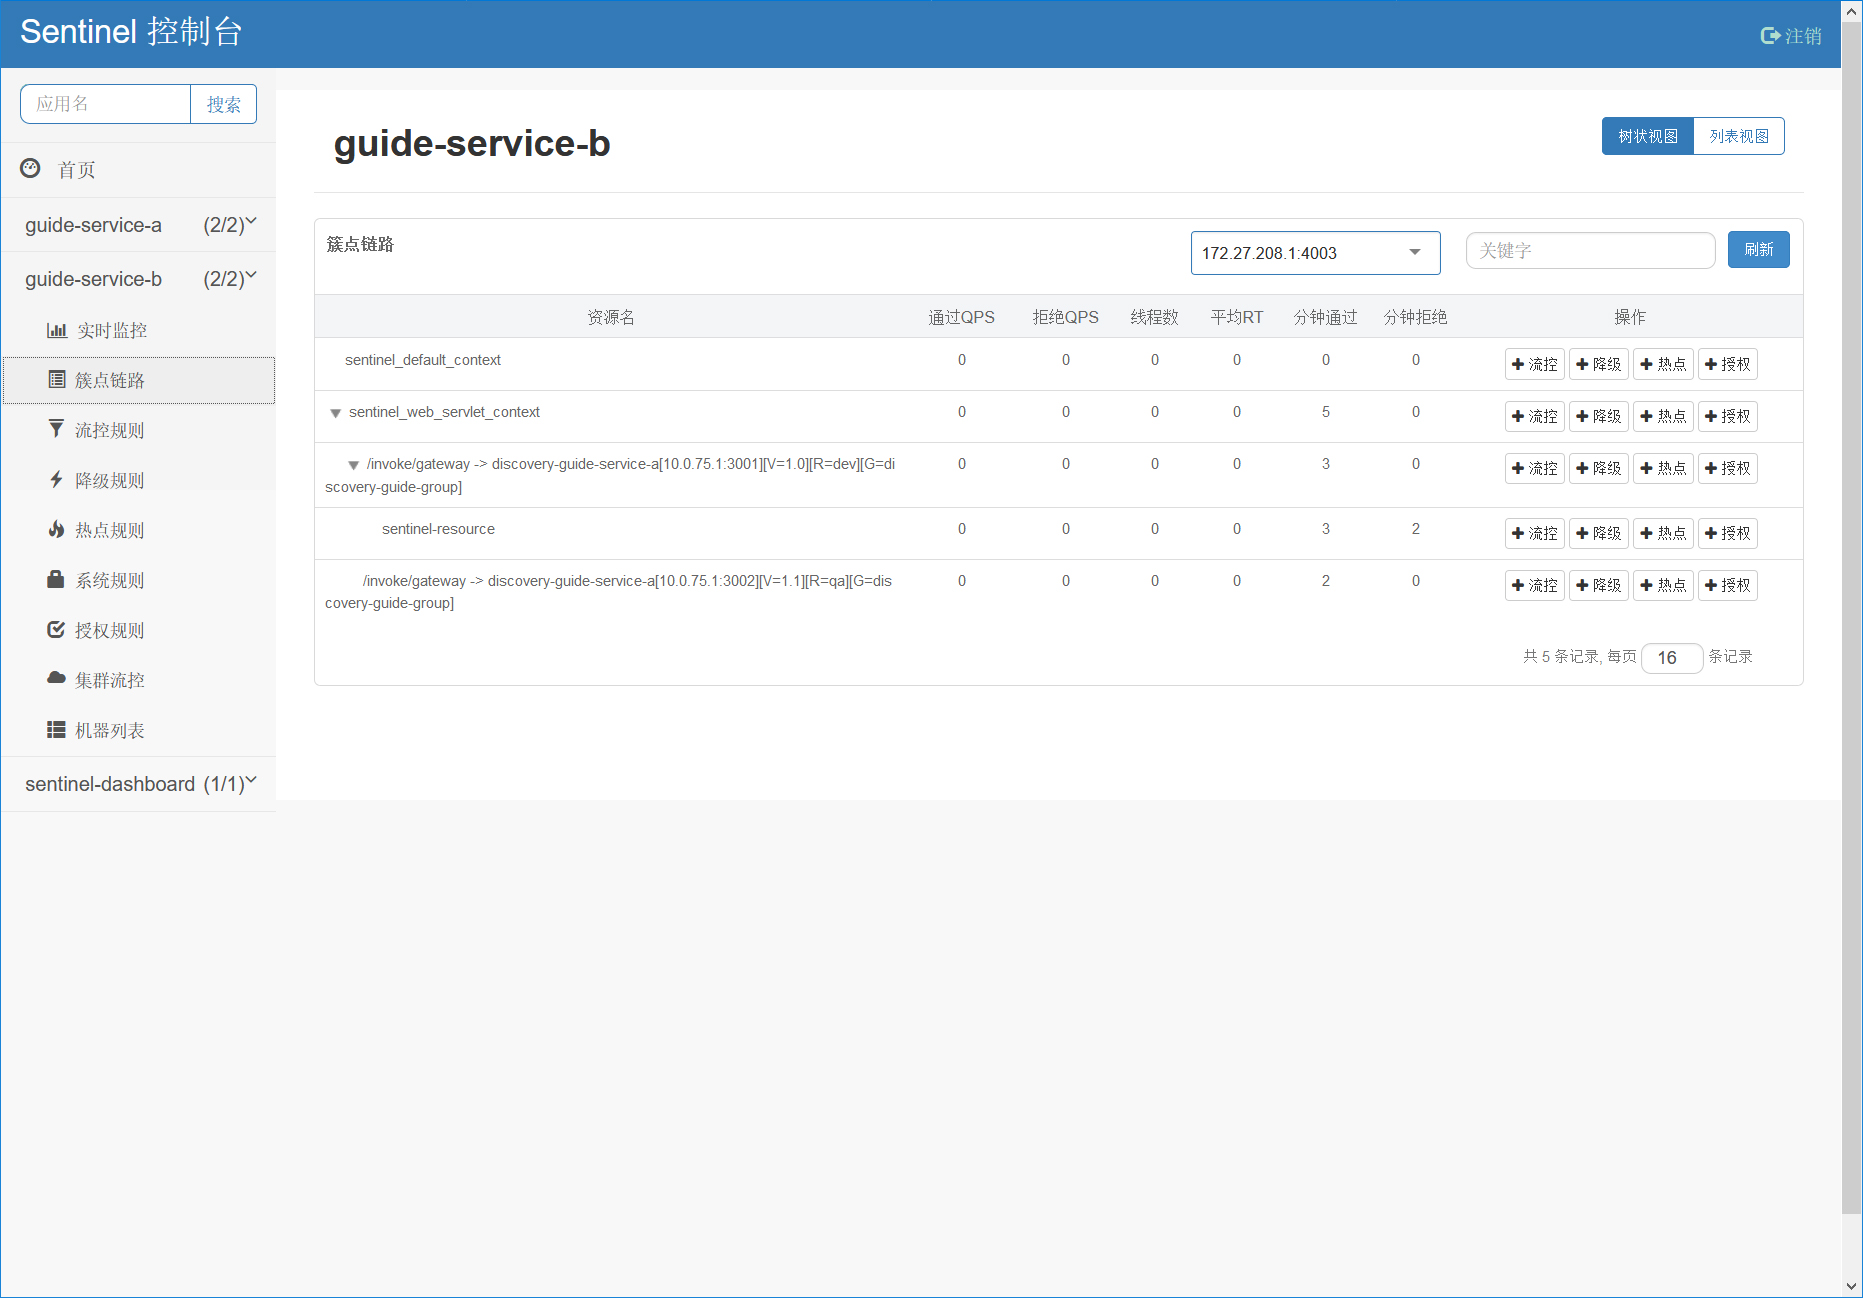 Sentinel 控制台
注销
应用名 搜索
首页
guide-service-a (2/2)
guide-service-b (2/2)
实时监控
簇点链路
流控规则
降级规则
热点规则
系统规则
授权规则
集群流控
机器列表
sentinel-dashboard (1/1)
guide-service-b
树状视图 列表视图
簇点链路 172.27.208.1:4003 关键字 刷新
资源名 通过QPS 拒绝QPS 线程数 平均RT 分钟通过 分钟拒绝 操作
sentinel_default_context 0 0 0 0 0 0 流控 降级 热点 授权
sentinel_web_servlet_context 0 0 0 0 5 0 流控 降级 热点 授权
/invoke/gateway -> discovery-guide-service-a[10.0.75.1:3001][V=1.0][R=dev][G=di 0 0 0 0 3 0 流控 降级 热点 授权
scovery-guide-group]
sentinel-resource 0 0 0 0 3 2 流控 降级 热点 授权
/invoke/gateway -> discovery-guide-service-a[10.0.75.1:3002][V=1.1][R=qa][G=dis 0 0 0 0 2 0 流控 降级 热点 授权
covery-guide-group]
共 5 条记录, 每页 16 条记录